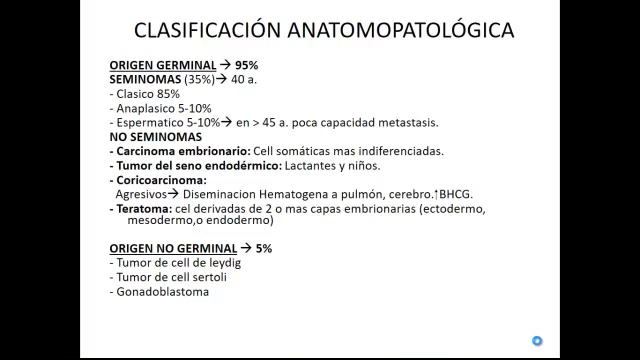 CLASIFICACIÓN ANATOMOPATOLÓGICA
ORIGEN GERMINAL → 95%
SEMINOMAS (35%)→ 40 a.
- Clasico 85%
- Anaplasico 5-10%
- Espermatico 5-10%→ en > 45 a. poca capacidad metastasis.
NO SEMINOMAS
- Carcinoma embrionario: Cell somáticas mas indiferenciadas.
- Tumor del seno endodérmico: Lactantes y niños.
- Coricoarcinoma:
Agresivos→ Diseminacion Hematogena a pulmón, cerebro.↑BHCG.
- Teratoma: cel derivadas de 2 o mas capas embrionarias (ectodermo,
mesodermo,o endodermo)
ORIGEN NO GERMINAL → 5%
- Tumor de cell de leydig
- Tumor de cell sertoli
- Gonadoblastoma